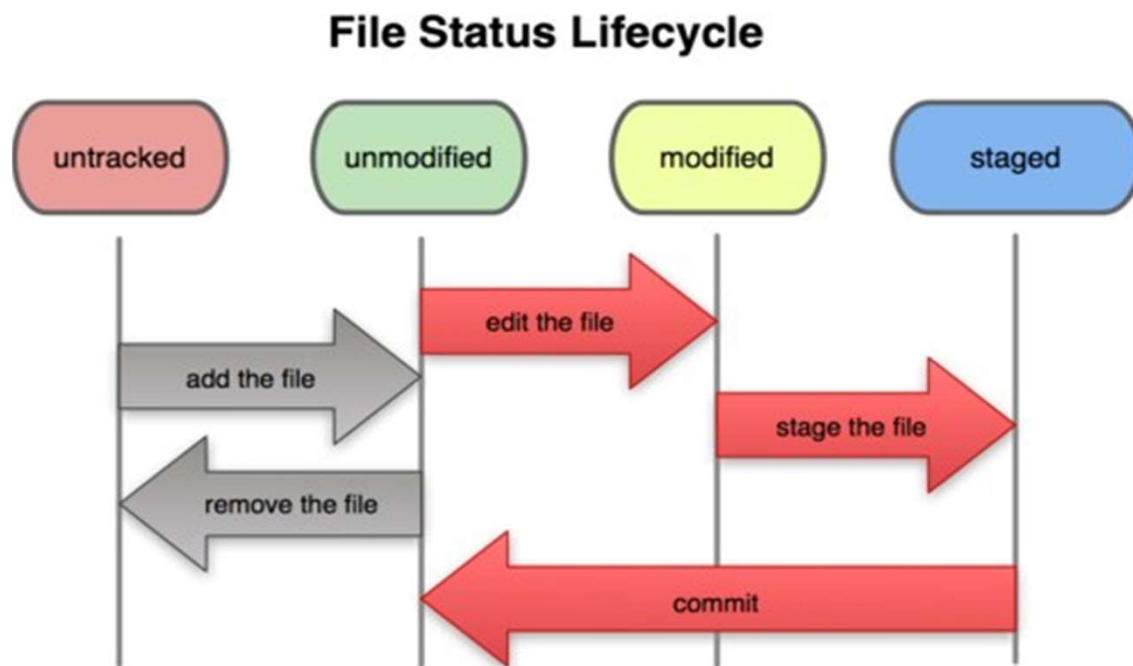 File Status Lifecycle
untracked
unmodified
modified
staged
edit the file
add the file
stage the file
remove the file
commit